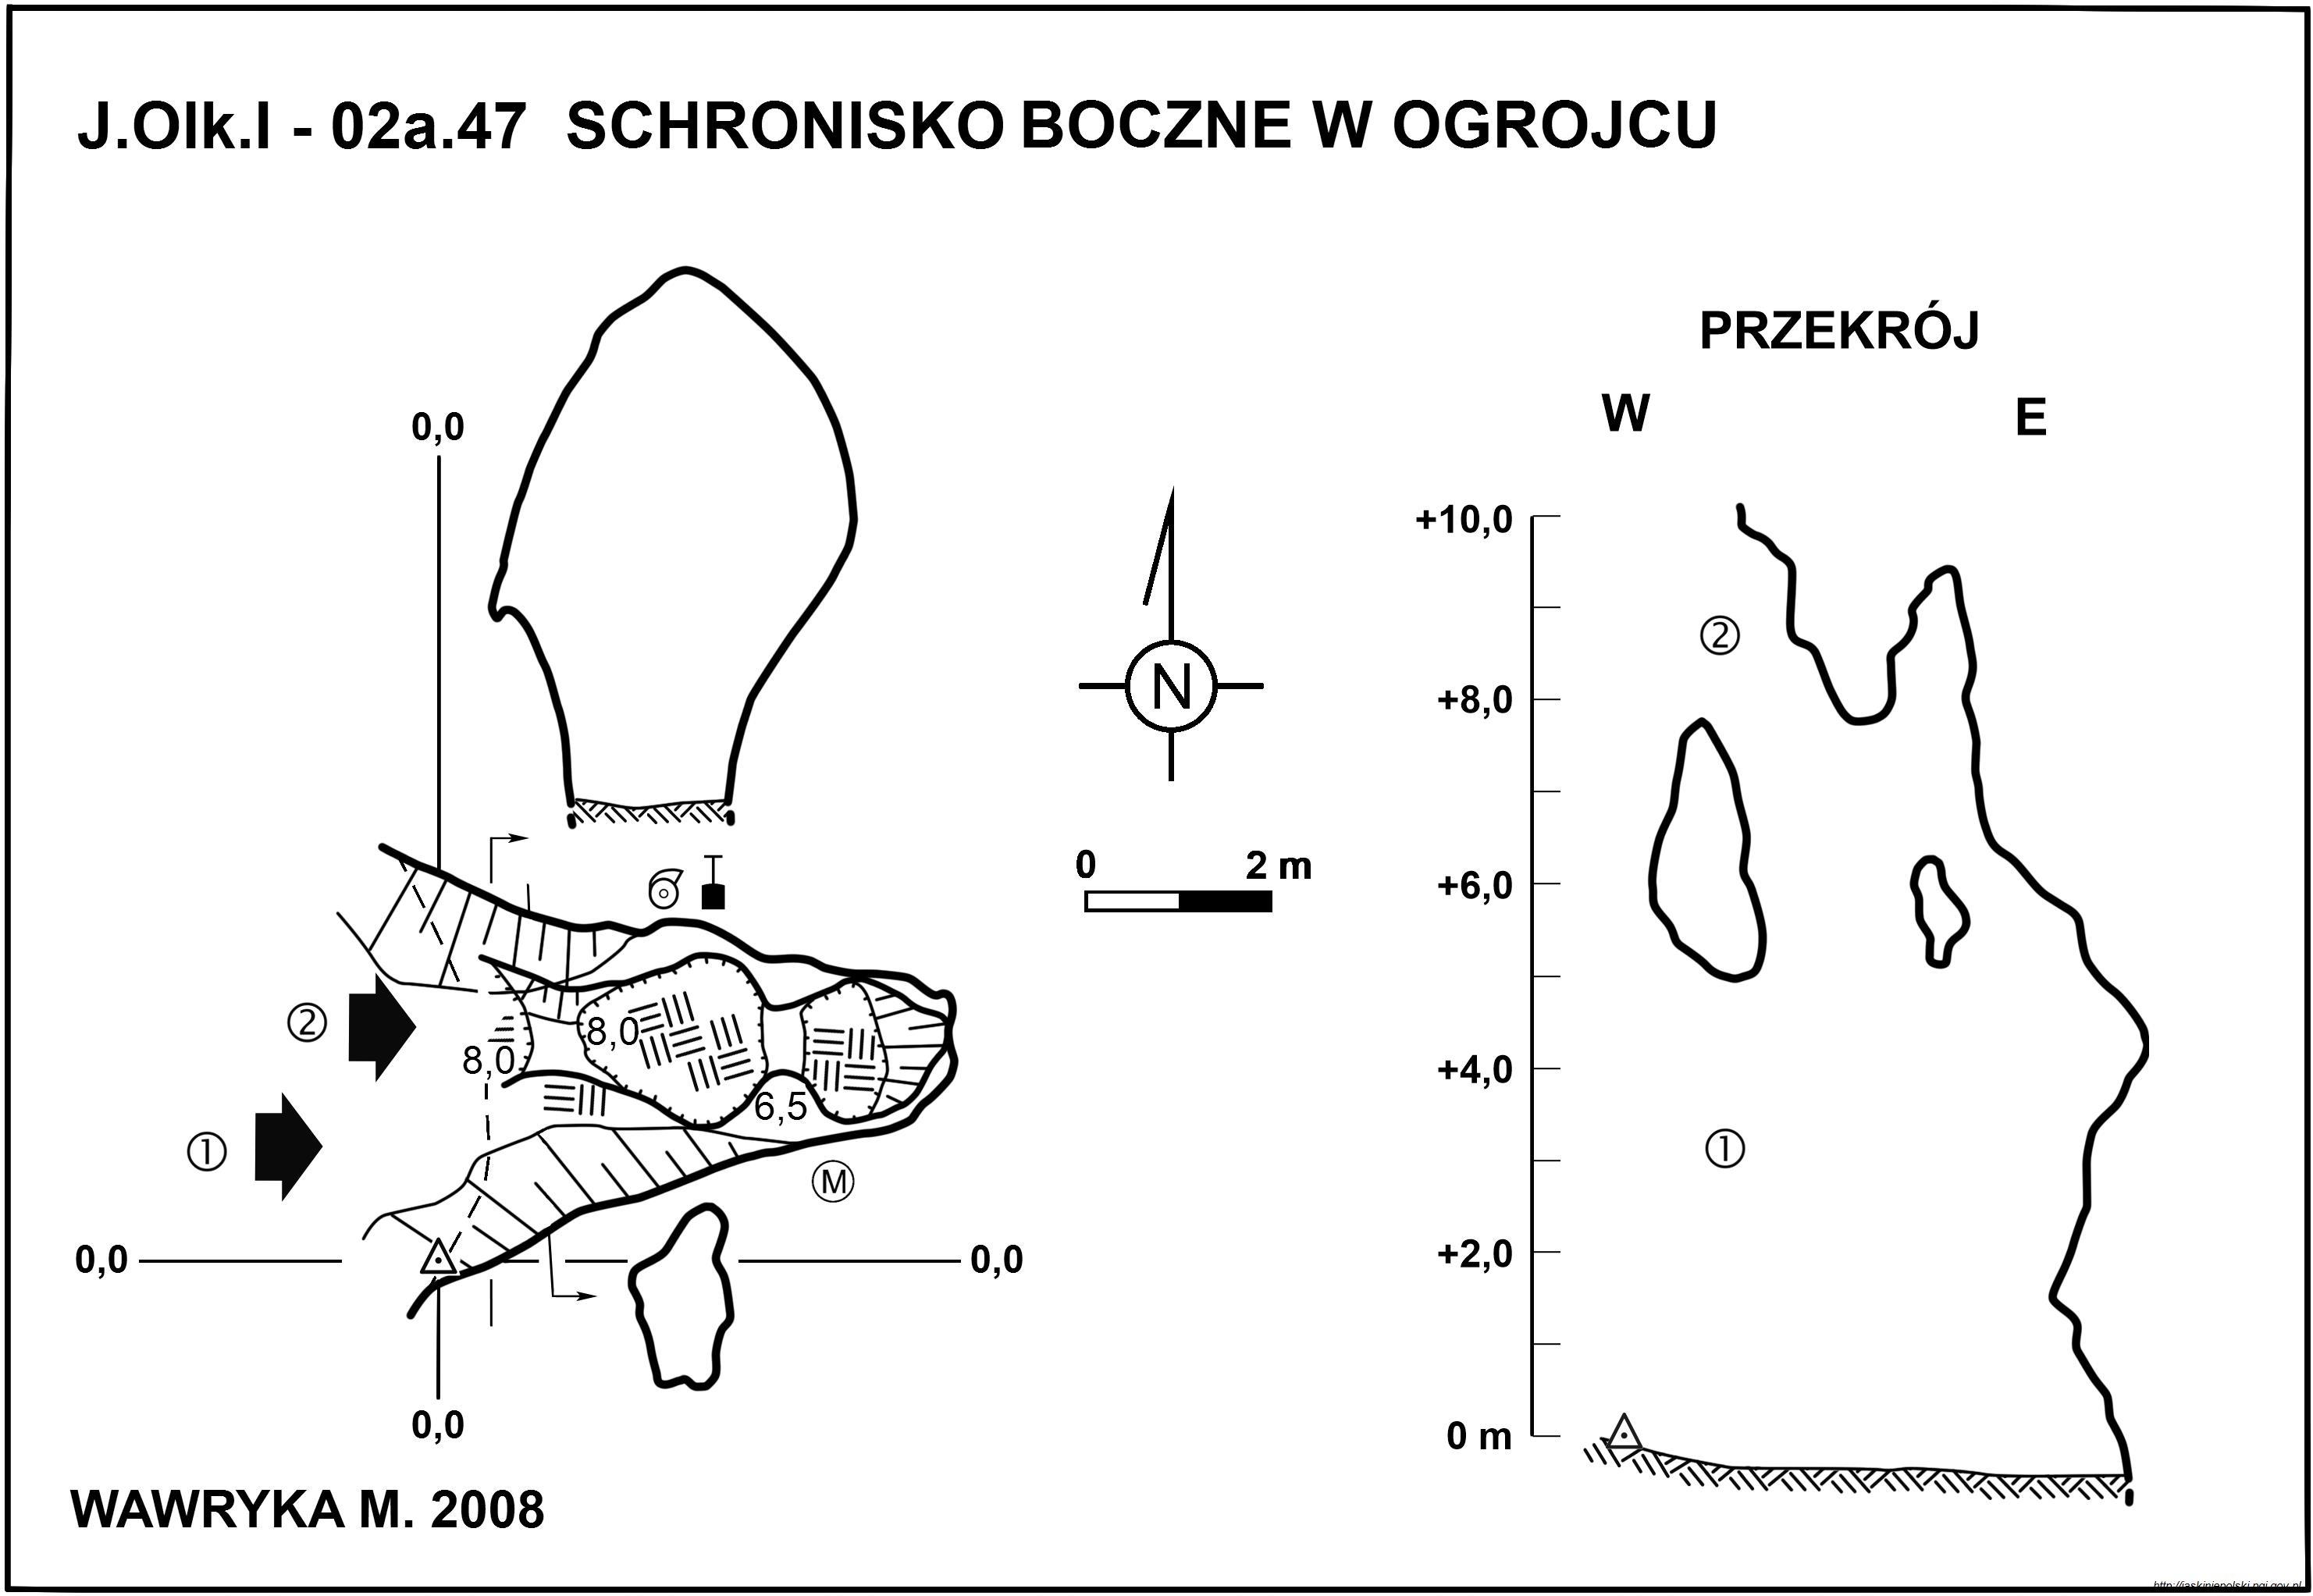 J.Olk.I - 02a.47 SCHRONISKO BOCZNE W OGROJCU
PRZEKRÓJ
W E
0,0
+10,0
②
N
+8,0
0 2 m
+6,0
②
8,0
8,0
+4,0
6,5
①
①
M
0,0
0,0
+2,0
0,0
0 m
WAWRYKA M. 2008
http://jaskiniepolski.pgi.gov.pl